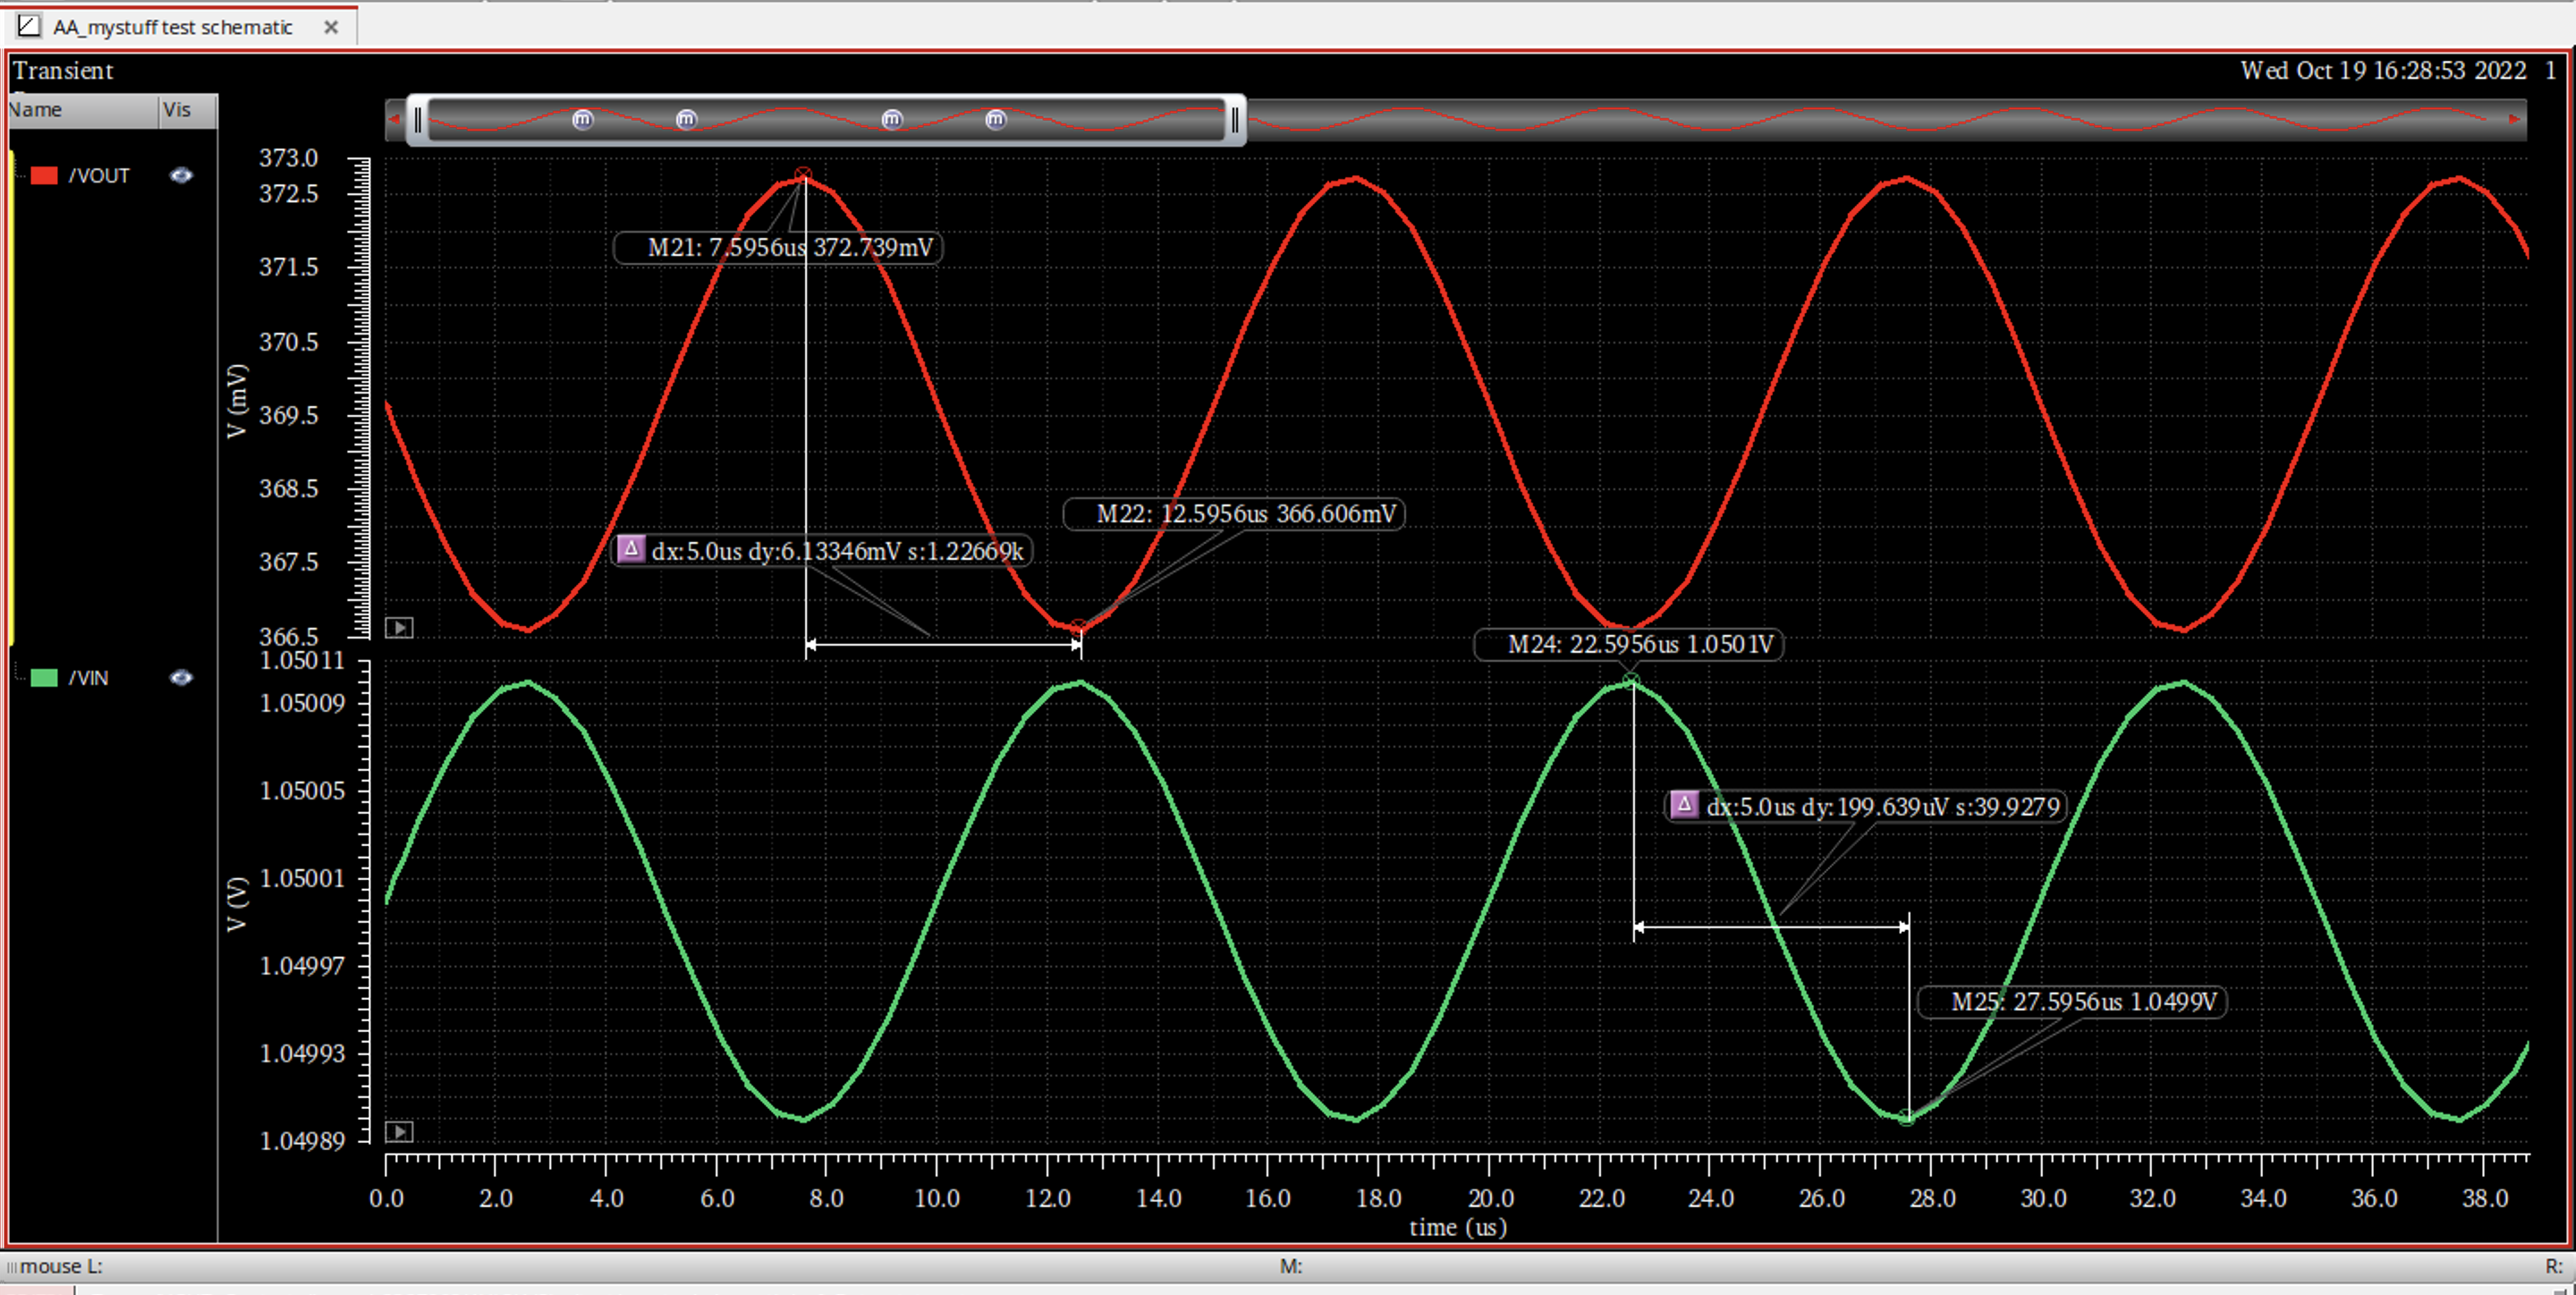 AA_mystuff test schematic ×
Transient
Wed Oct 19 16:28:53 2022 1
Name Vis
m m m m
/VOUT
373.0
372.5
371.5
370.5
369.5
368.5
367.5
366.5
V (mV)
M21: 7.5956us 372.739mV
M22: 12.5956us 366.606mV
Δ dx:5.0us dy:6.13346mV s:1.22669k
/VIN
1.05011
1.05009
1.05005
1.05001
1.04997
1.04993
1.04989
V (V)
M24: 22.5956us 1.0501V
Δ dx:5.0us dy:199.639uV s:39.9279
M25: 27.5956us 1.0499V
0.0 2.0 4.0 6.0 8.0 10.0 12.0 14.0 16.0 18.0 20.0 22.0 24.0 26.0 28.0 30.0 32.0 34.0 36.0 38.0
time (us)
mouse L: M: R: